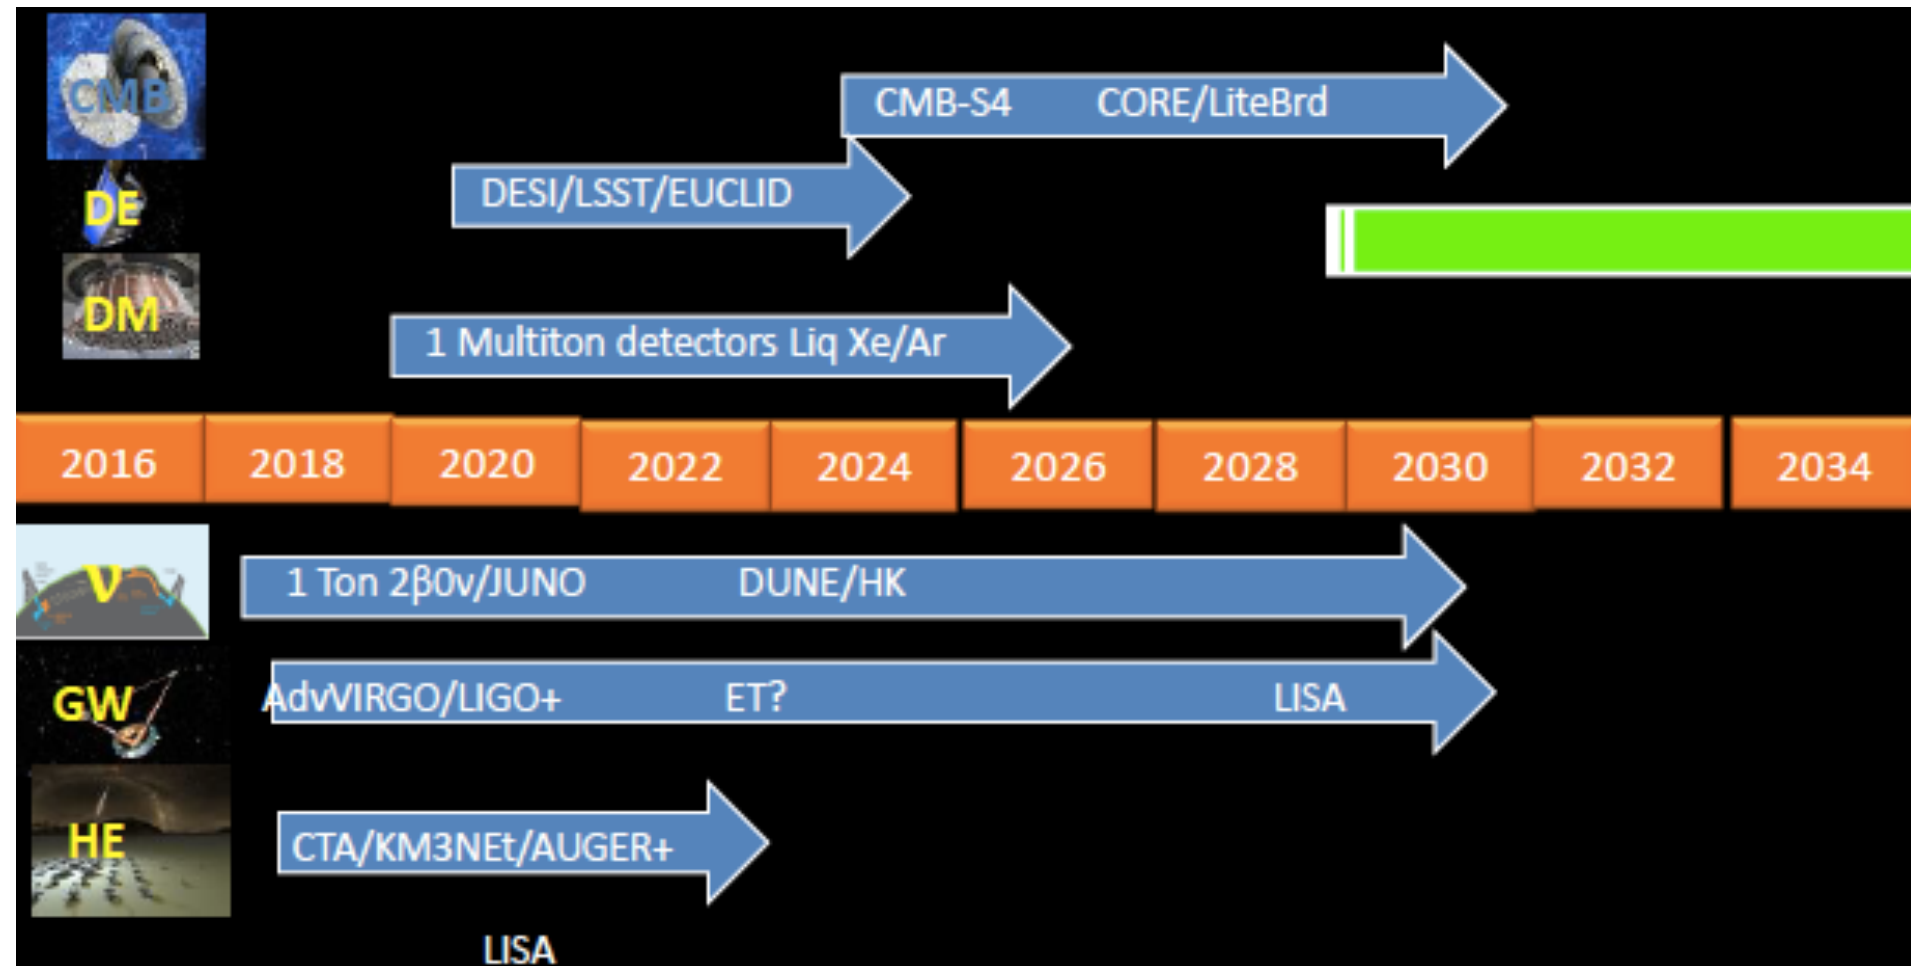 CMB
CMB-S4 CORE/LiteBrd
DE
DESI/LSST/EUCLID
DM
1 Multiton detectors Liq Xe/Ar
2016 2018 2020 2022 2024 2026 2028 2030 2032 2034
ν
1 Ton 2β0ν/JUNO DUNE/HK
GW
AdvVIRGO/LIGO+ ET? LISA
HE
CTA/KM3NEt/AUGER+
LISA